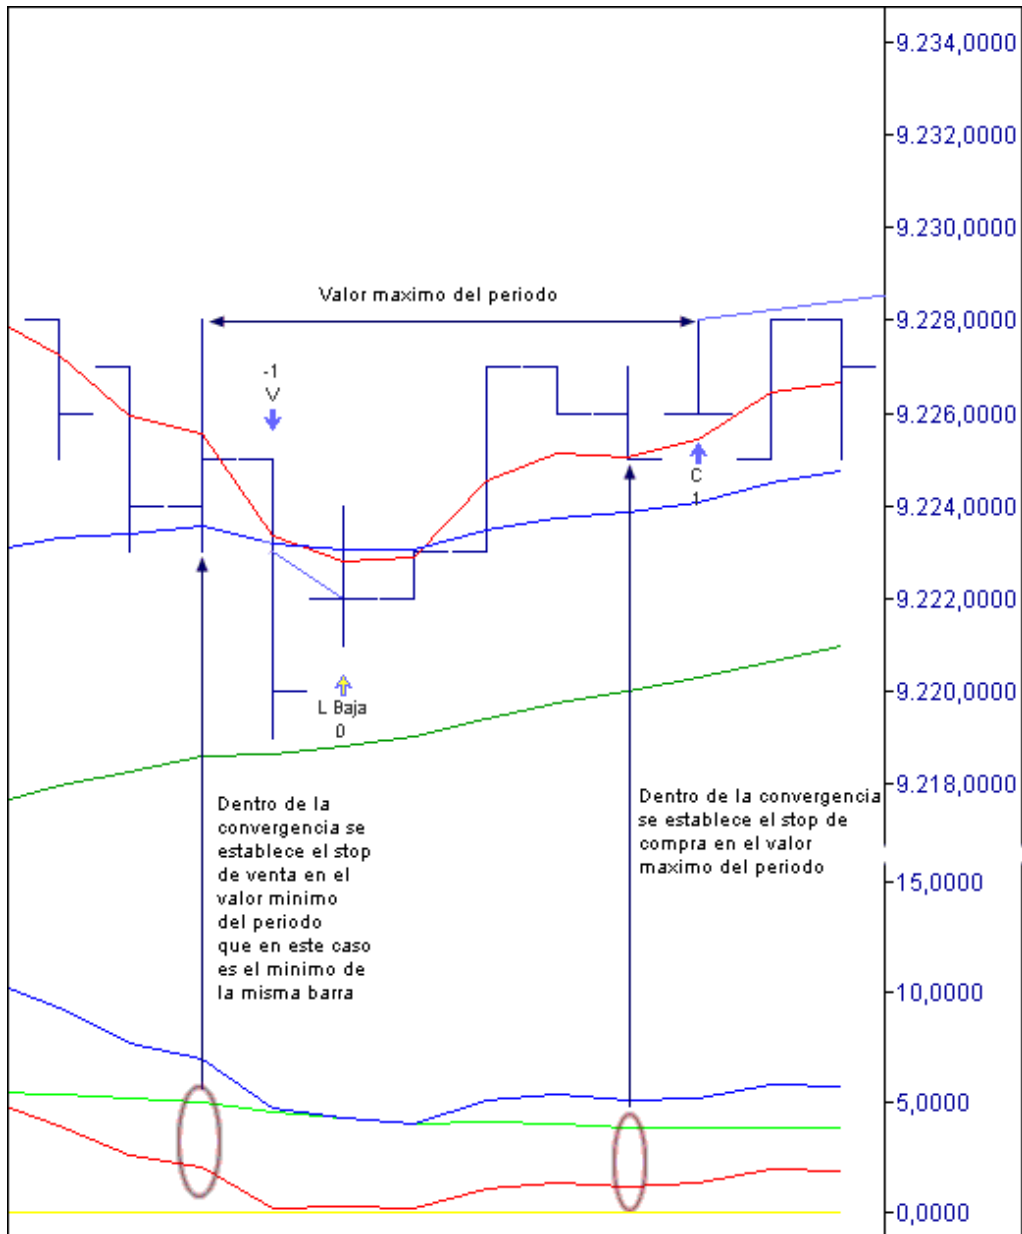 9.234,0000
9.232,0000
9.230,0000
Valor maximo del periodo
9.228,0000
-1
V
9.226,0000
C
1
9.224,0000
9.222,0000
9.220,0000
L Baja
0
9.218,0000
Dentro de la
convergencia se
establece el stop
de venta en el
valor minimo
del periodo
que en este caso
es el minimo de
la misma barra
Dentro de la convergencia
se establece el stop de
compra en el valor
maximo del periodo
15,0000
10,0000
5,0000
0,0000